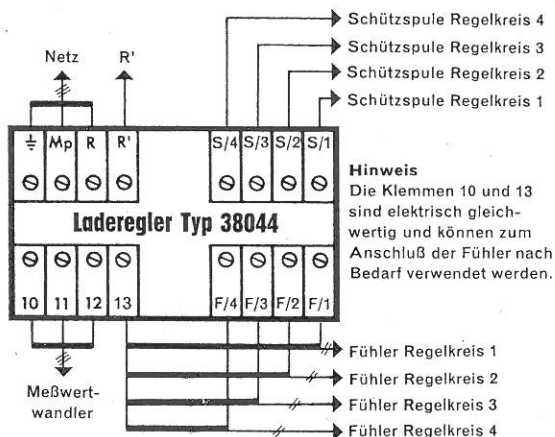 Schützspule Regelkreis 4
Schützspule Regelkreis 3
Schützspule Regelkreis 2
Schützspule Regelkreis 1
Netz
R'
⏚ Mp R R'
S/4 S/3 S/2 S/1
Laderegler Typ 38044
10 11 12 13
F/4 F/3 F/2 F/1
Hinweis
Die Klemmen 10 und 13
sind elektrisch gleich-
wertig und können zum
Anschluß der Fühler nach
Bedarf verwendet werden.
Meßwert-
wandler
Fühler Regelkreis 1
Fühler Regelkreis 2
Fühler Regelkreis 3
Fühler Regelkreis 4